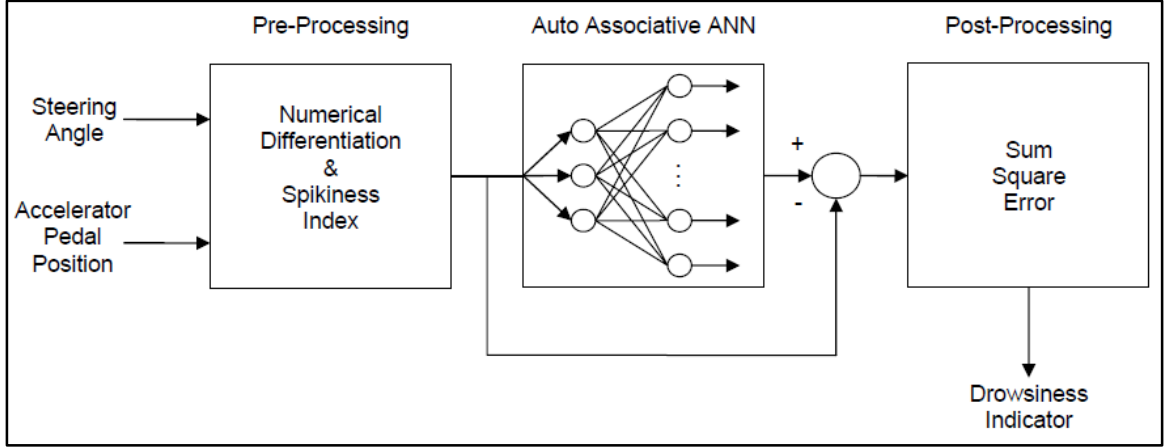 Pre-Processing
Auto Associative ANN
Post-Processing
Steering
Angle
Accelerator
Pedal
Position
Numerical
Differentiation
&
Spikiness
Index
⋮
+
-
Sum
Square
Error
Drowsiness
Indicator